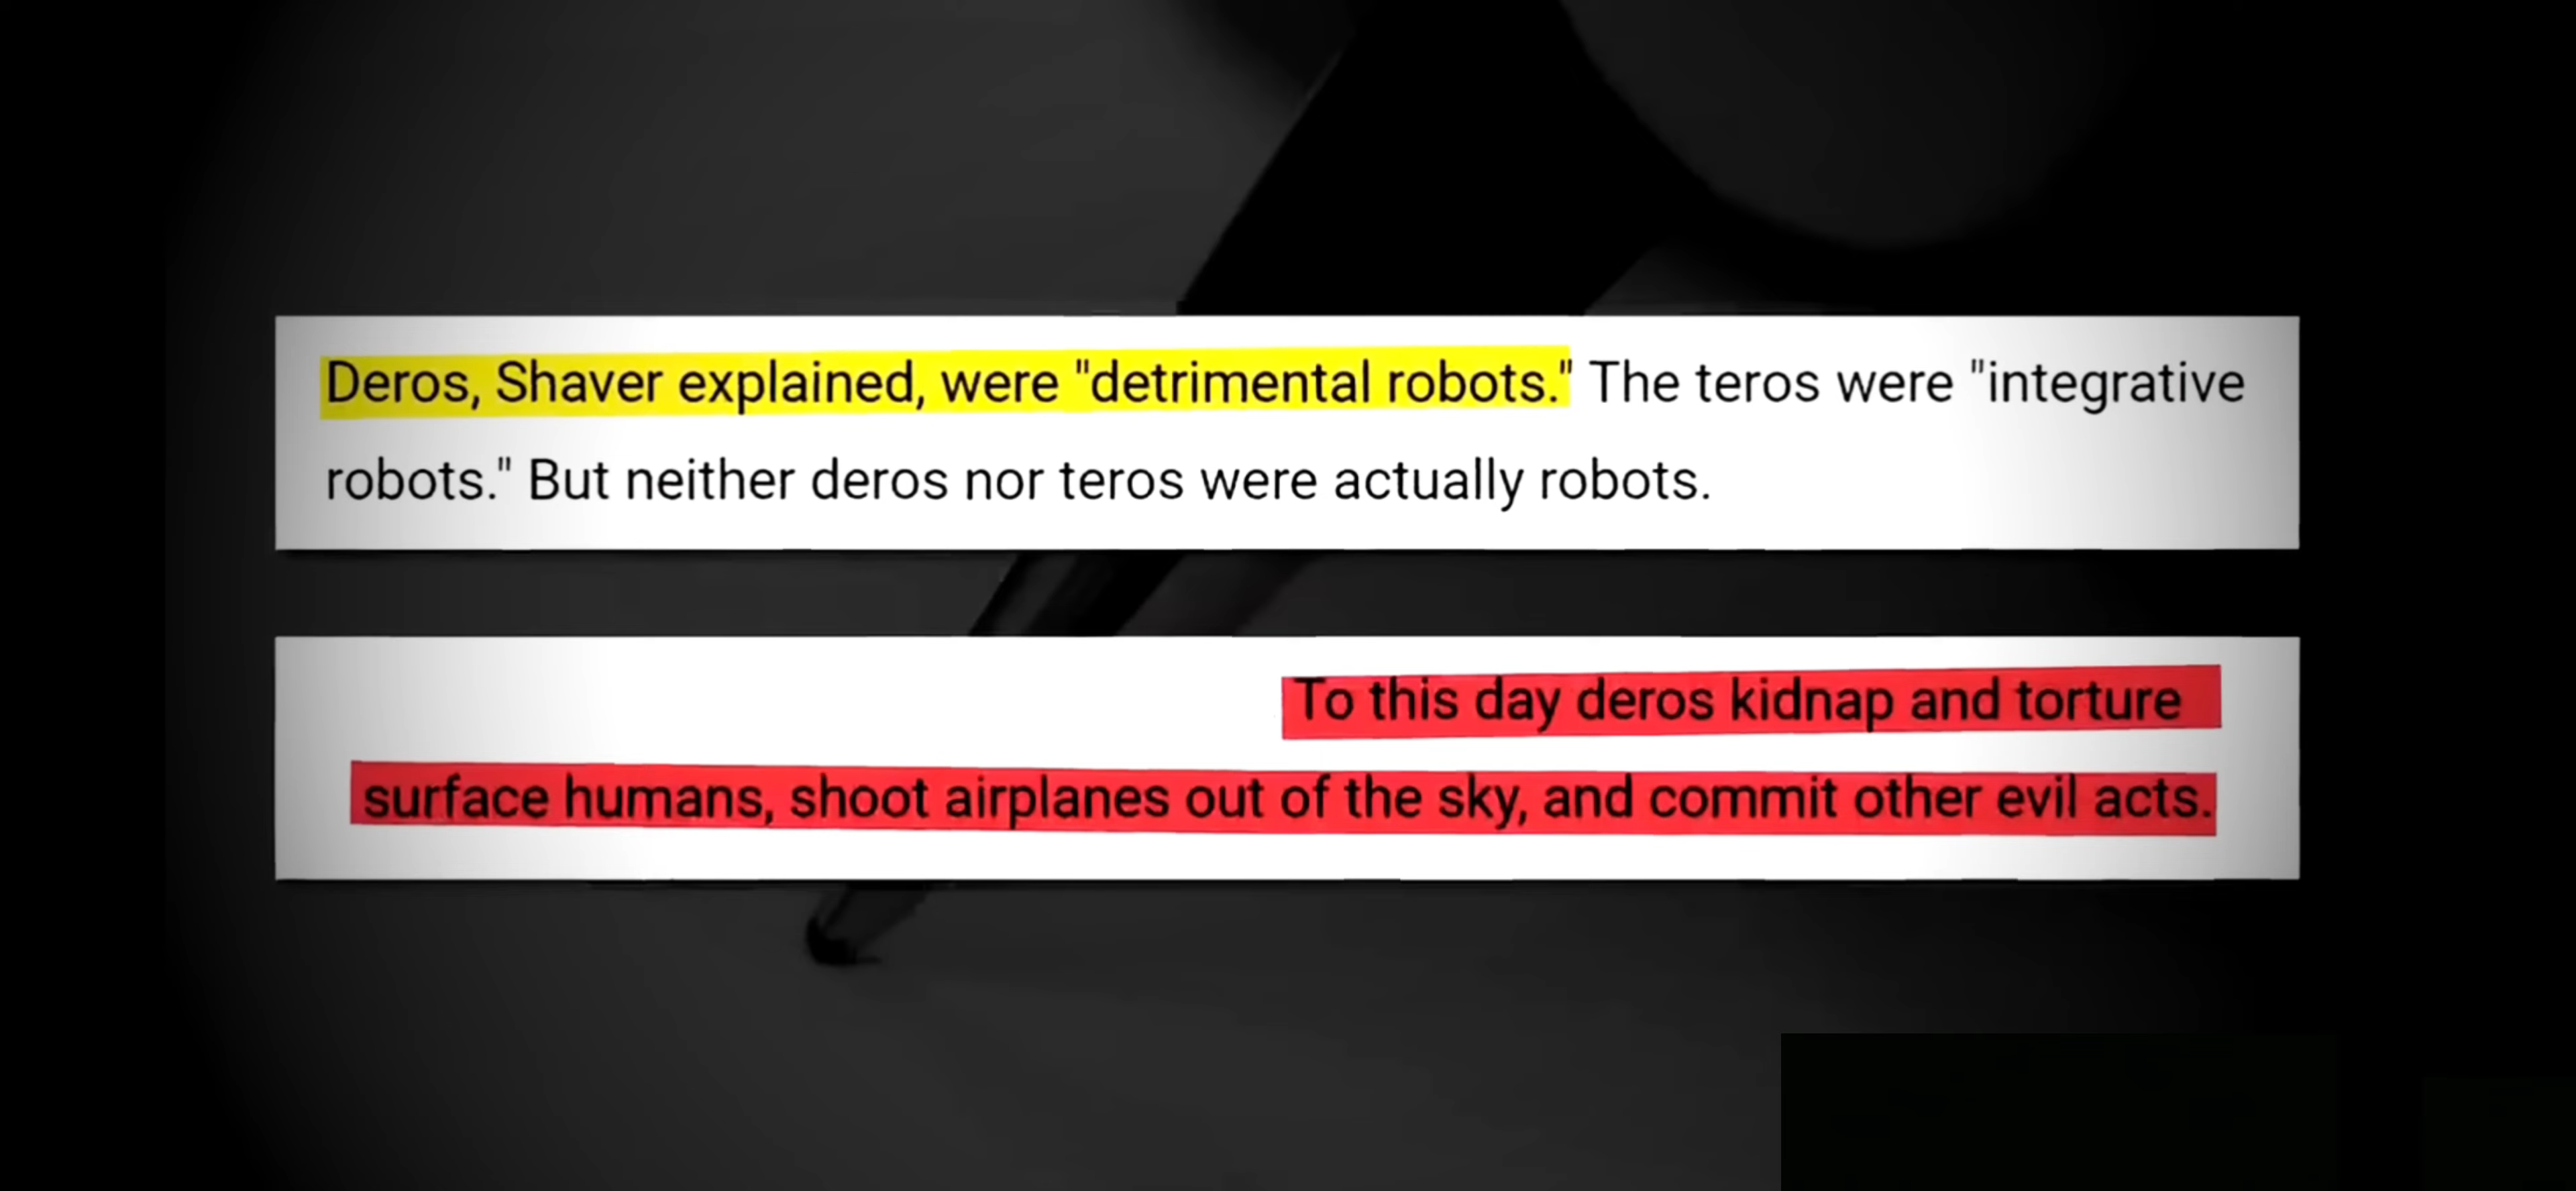 Deros, Shaver explained, were "detrimental robots." The teros were "integrative
robots." But neither deros nor teros were actually robots.
To this day deros kidnap and torture
surface humans, shoot airplanes out of the sky, and commit other evil acts.